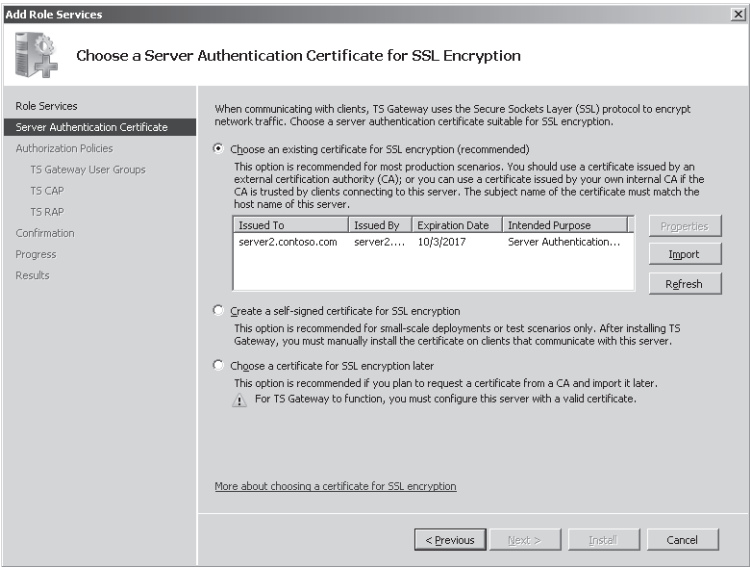 Add Role Services
Choose a Server Authentication Certificate for SSL Encryption
Role Services
Server Authentication Certificate
Authorization Policies
TS Gateway User Groups
TS CAP
TS RAP
Confirmation
Progress
Results
When communicating with clients, TS Gateway uses the Secure Sockets Layer (SSL) protocol to encrypt
network traffic. Choose a server authentication certificate suitable for SSL encryption.
Choose an existing certificate for SSL encryption (recommended)
This option is recommended for most production scenarios. You should use a certificate issued by an
external certification authority (CA); or you can use a certificate issued by your own internal CA if the
CA is trusted by clients connecting to this server. The subject name of the certificate must match the
host name of this server.
Issued To Issued By Expiration Date Intended Purpose
server2.contoso.com server2.... 10/3/2017 Server Authentication...
Properties
Import
Refresh
Create a self-signed certificate for SSL encryption
This option is recommended for small-scale deployments or test scenarios only. After installing TS
Gateway, you must manually install the certificate on clients that communicate with this server.
Choose a certificate for SSL encryption later
This option is recommended if you plan to request a certificate from a CA and import it later.
For TS Gateway to function, you must configure this server with a valid certificate.
More about choosing a certificate for SSL encryption
< Previous Next > Install Cancel